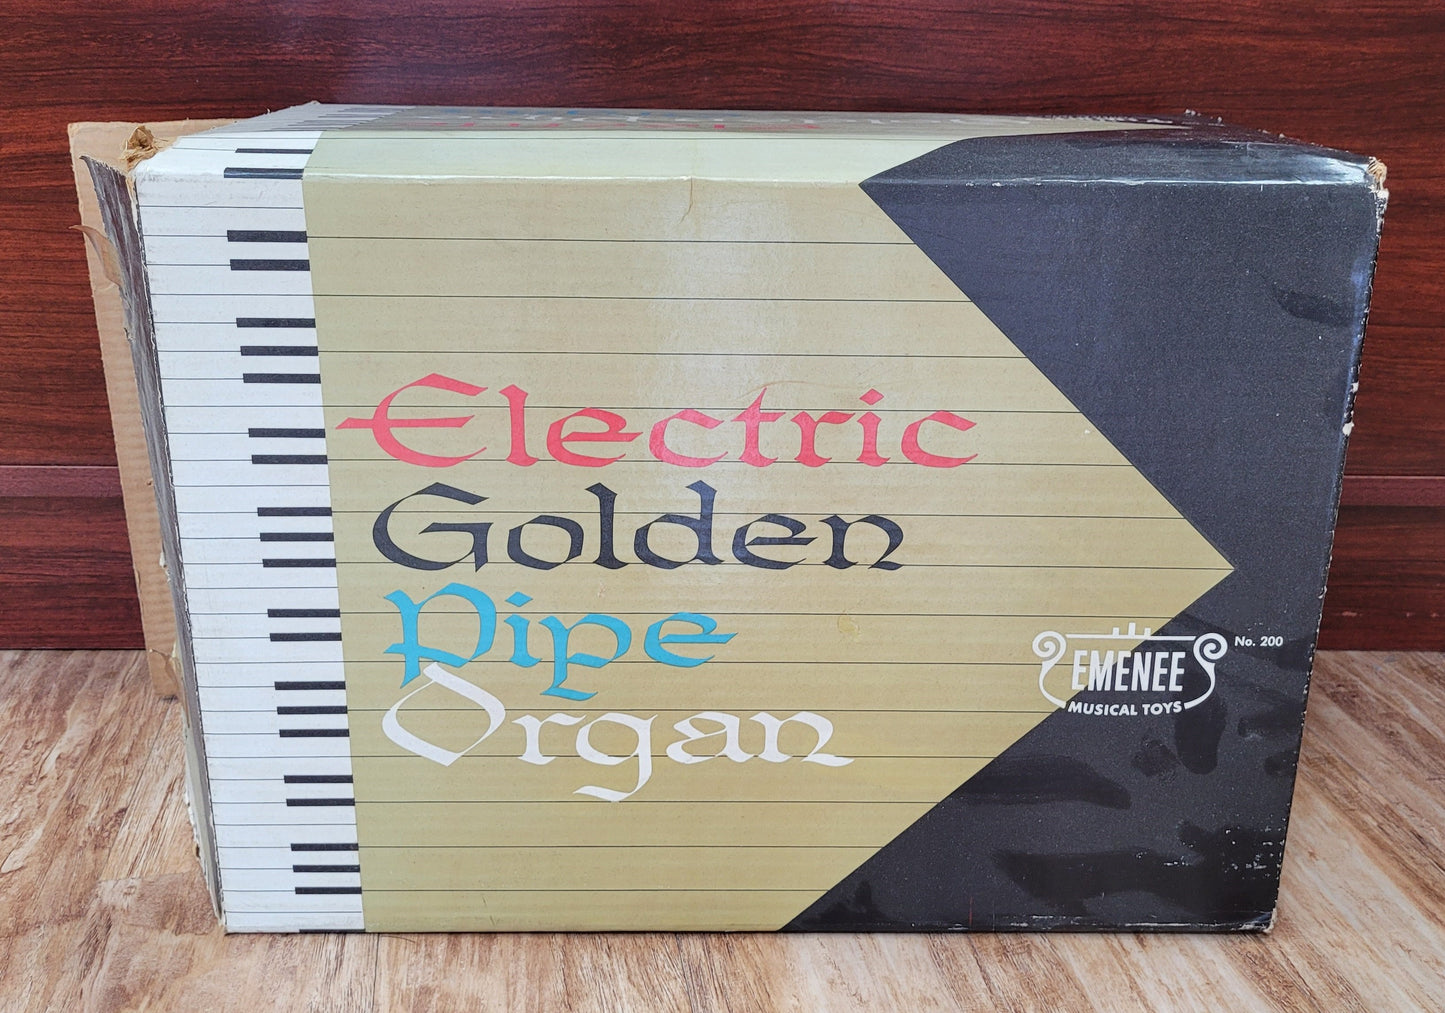 Electric
Golden
Pipe
Organ
EMENEE
MUSICAL TOYS
No. 200